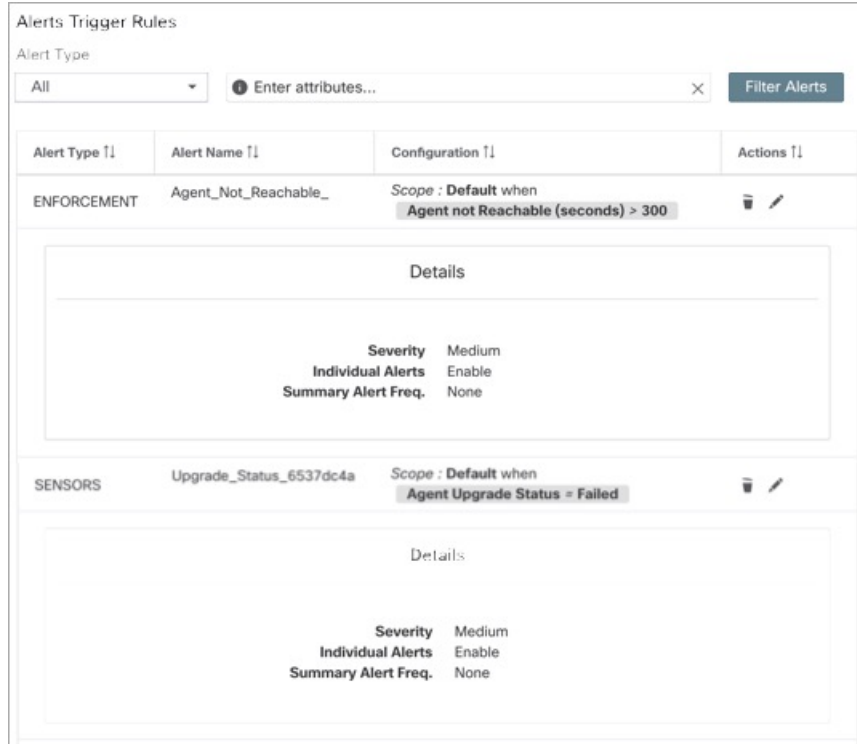 Alerts Trigger Rules
Alert Type
All
Enter attributes...
Filter Alerts
Alert Type Alert Name Configuration Actions
ENFORCEMENT Agent_Not_Reachable_ Scope : Default when
Agent not Reachable (seconds) > 300
Details
Severity Medium
Individual Alerts Enable
Summary Alert Freq. None
SENSORS Upgrade_Status_6537dc4a Scope : Default when
Agent Upgrade Status = Failed
Details
Severity Medium
Individual Alerts Enable
Summary Alert Freq. None